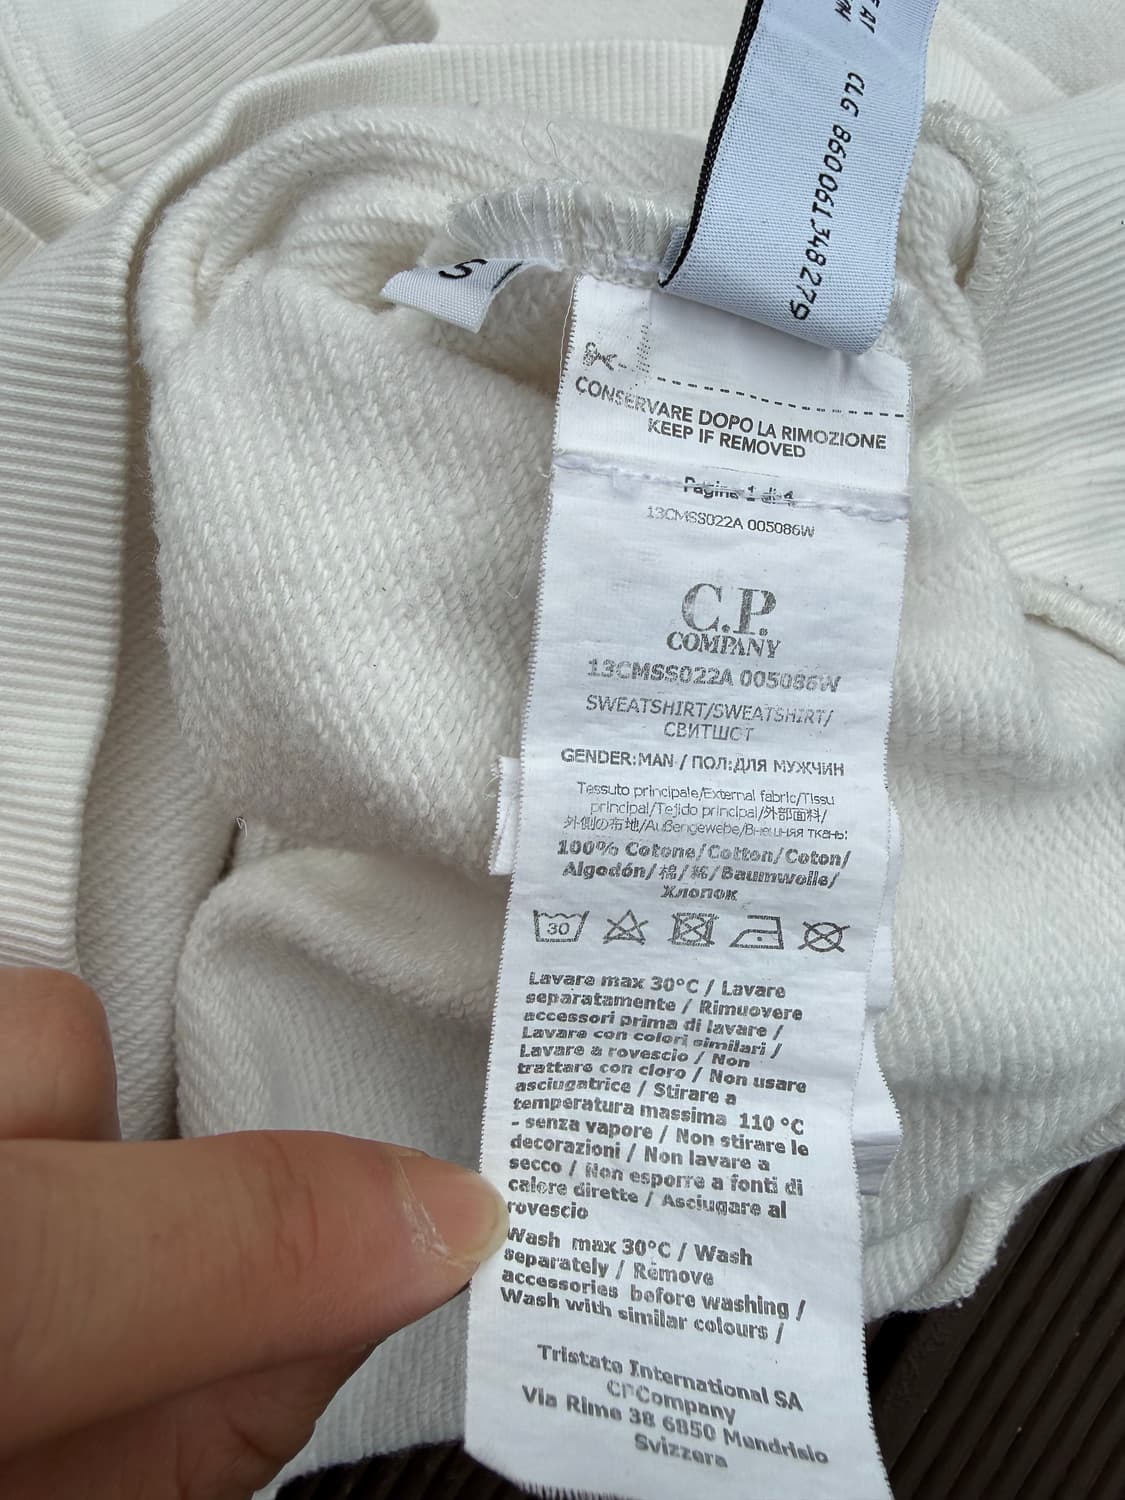 CLG 860061348279
S
CONSERVARE DOPO LA RIMOZIONE
KEEP IF REMOVED
Pagina 1 di 4
13CMSS022A 005086W
C.P.
COMPANY
13CMSS022A 005086W
SWEATSHIRT/SWEATSHIRT/
СВИТШОТ
GENDER:MAN / ПОЛ:ДЛЯ МУЖЧИН
Tessuto principale/External fabric/Tissu
principal/Tejido principal/外部面料/
外側の布地/Außengewebe/Внешняя ткань:
100% Cotone/Cotton/Coton/
Algodón/棉/綿/Baumwolle/
Хлопок
30
Lavare max 30°C / Lavare
separatamente / Rimuovere
accessori prima di lavare /
Lavare con colori similari /
Lavare a rovescio / Non
trattare con cloro / Non usare
asciugatrice / Stirare a
temperatura massima 110 °C
- senza vapore / Non stirare le
decorazioni / Non lavare a
secco / Non esporre a fonti di
calore dirette / Asciugare al
rovescio
Wash max 30°C / Wash
separately / Remove
accessories before washing /
Wash with similar colours /
Tristate International SA
CPCompany
Via Rime 38 6850 Mendrisio
Svizzera